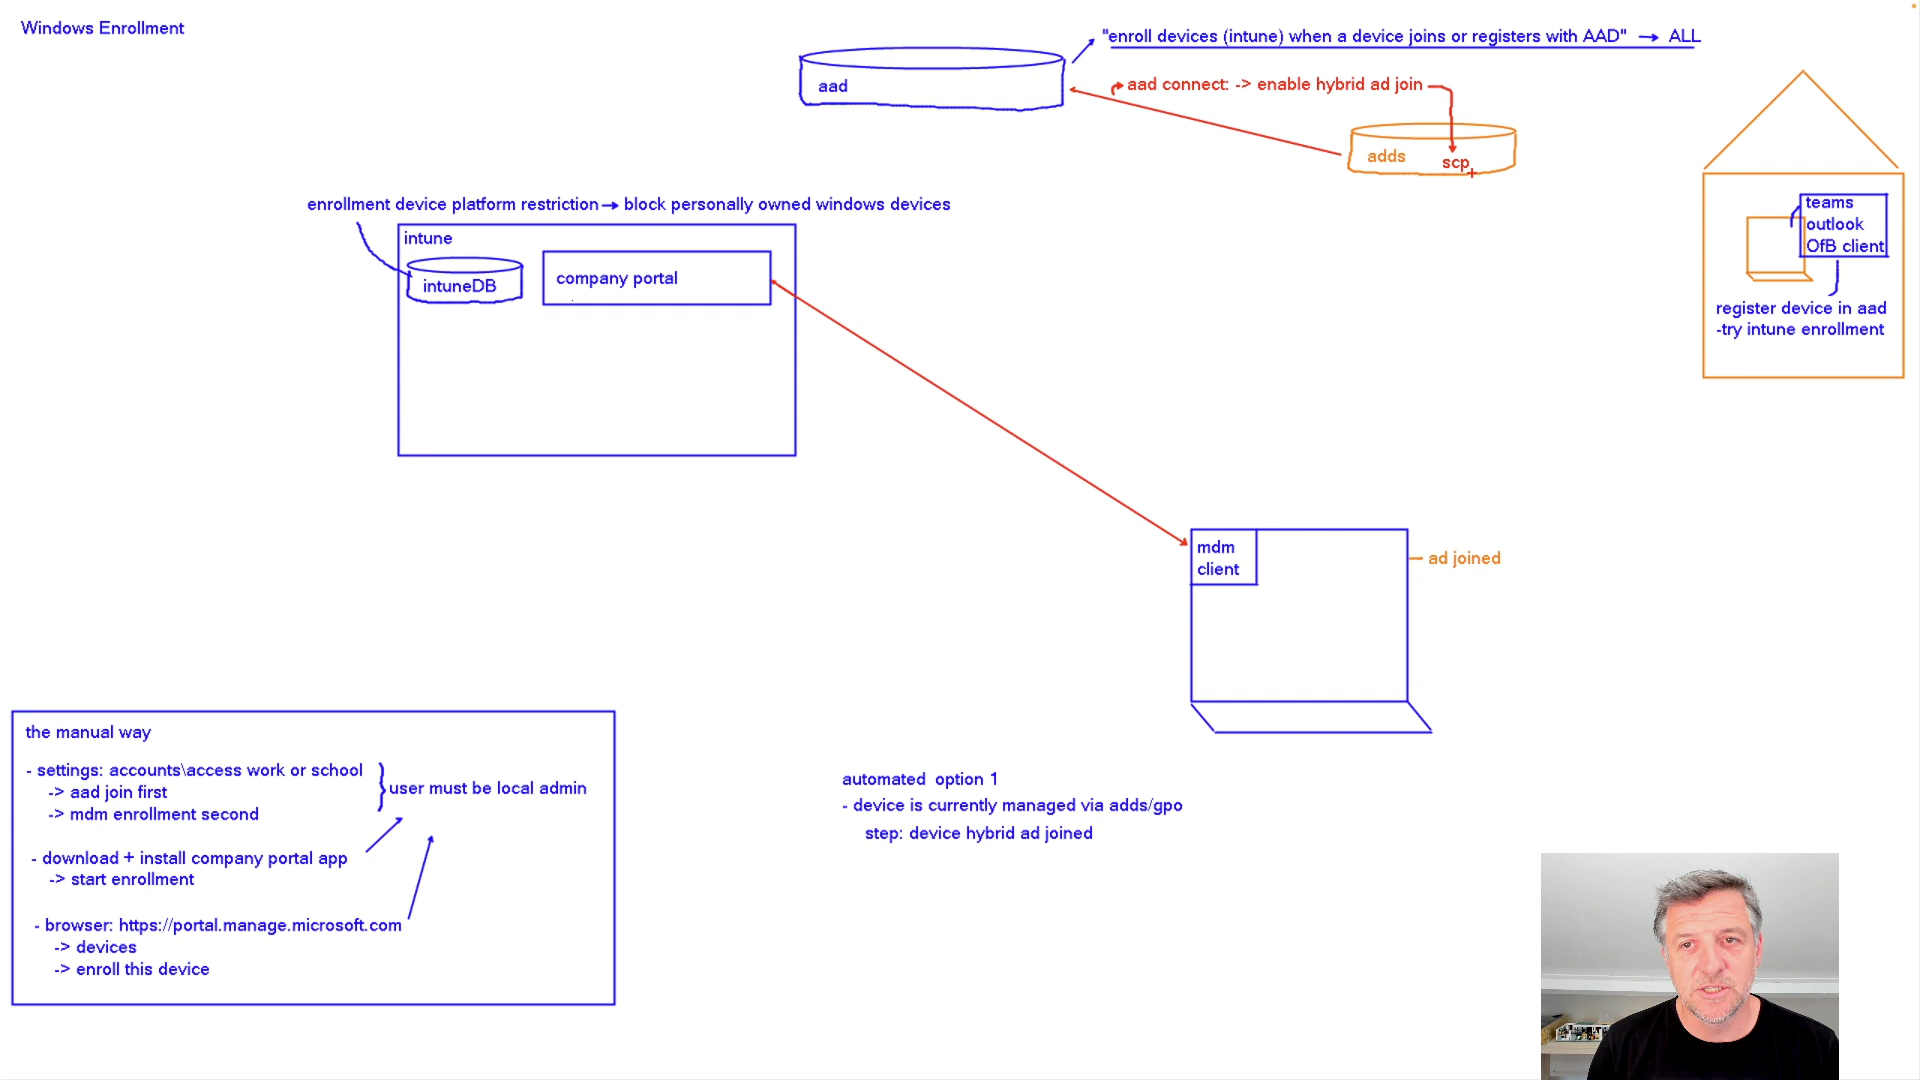 Windows Enrollment
"enroll devices (intune) when a device joins or registers with AAD" → ALL
aad
aad connect: -> enable hybrid ad join
adds scp
enrollment device platform restriction → block personally owned windows devices
intune
intuneDB
company portal
teams
outlook
OfB client
register device in aad
-try intune enrollment
mdm
client
ad joined
the manual way
- settings: accounts\access work or school
-> aad join first
-> mdm enrollment second
user must be local admin
- download + install company portal app
-> start enrollment
- browser: https://portal.manage.microsoft.com
-> devices
-> enroll this device
automated option 1
- device is currently managed via adds/gpo
step: device hybrid ad joined